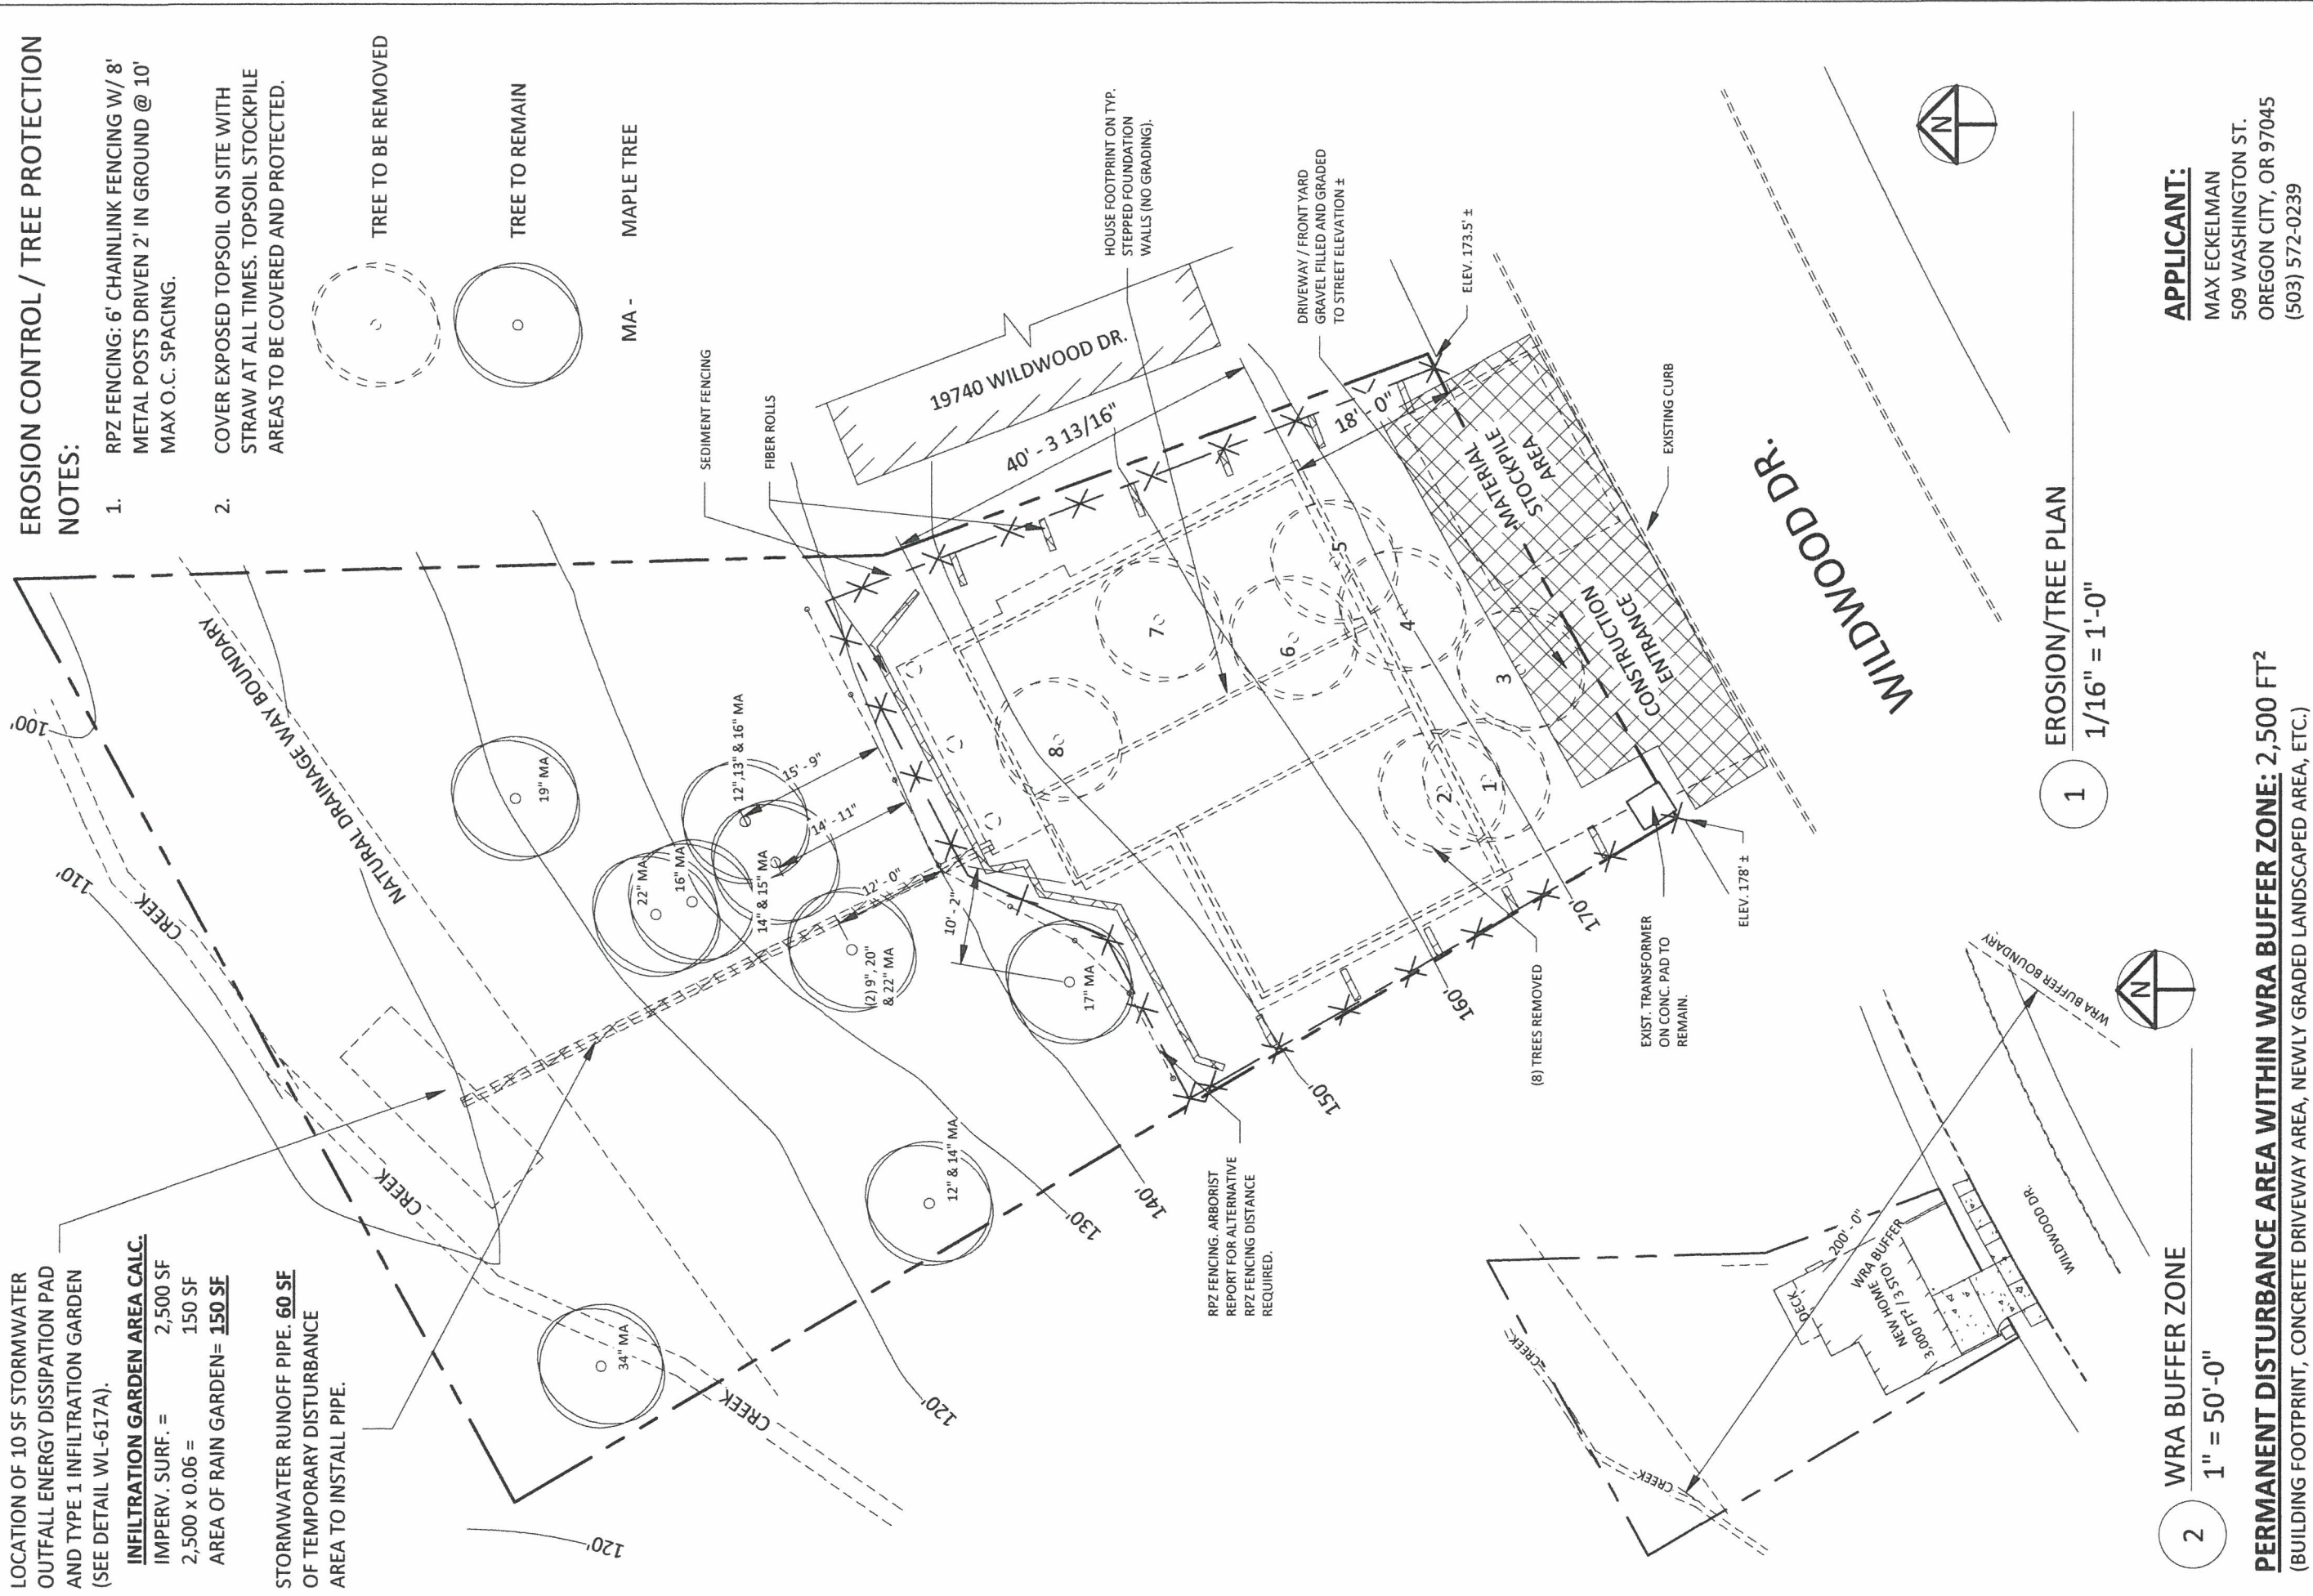 LOCATION OF 10 SF STORMWATER
OUTFALL ENERGY DISSIPATION PAD
AND TYPE 1 INFILTRATION GARDEN
(SEE DETAIL WL-617A).
INFILTRATION GARDEN AREA CALC.
IMPERV. SURF. = 2,500 SF
2,500 x 0.06 = 150 SF
AREA OF RAIN GARDEN= 150 SF
STORMWATER RUNOFF PIPE. 60 SF
OF TEMPORARY DISTURBANCE
AREA TO INSTALL PIPE.
EROSION CONTROL / TREE PROTECTION
NOTES:
1. RPZ FENCING: 6' CHAINLINK FENCING W/ 8'
METAL POSTS DRIVEN 2' IN GROUND @ 10'
MAX O.C. SPACING.
2. COVER EXPOSED TOPSOIL ON SITE WITH
STRAW AT ALL TIMES. TOPSOIL STOCKPILE
AREAS TO BE COVERED AND PROTECTED.
TREE TO BE REMOVED
TREE TO REMAIN
MA - MAPLE TREE
100'
110'
120'
120'
130'
140'
150'
160'
170'
CREEK
CREEK
CREEK
NATURAL DRAINAGE WAY BOUNDARY
34" MA
19" MA
22" MA
16" MA
12",13" & 16" MA
14" & 15" MA
(2) 9", 20"
& 22" MA
17" MA
12" & 14" MA
15' - 9"
14' - 11"
12' - 0"
10' - 2"
SEDIMENT FENCING
FIBER ROLLS
19740 WILDWOOD DR.
40' - 3 13/16"
18' - 0"
HOUSE FOOTPRINT ON TYP.
STEPPED FOUNDATION
WALLS (NO GRADING).
DRIVEWAY / FRONT YARD
GRAVEL FILLED AND GRADED
TO STREET ELEVATION ±
ELEV. 173.5' ±
8
7
6
5
4
3
2
1
MATERIAL
STOCKPILE
AREA
CONSTRUCTION
ENTRANCE
EXISTING CURB
WILDWOOD DR.
RPZ FENCING. ARBORIST
REPORT FOR ALTERNATIVE
RPZ FENCING DISTANCE
REQUIRED.
(8) TREES REMOVED
EXIST. TRANSFORMER
ON CONC. PAD TO
REMAIN.
ELEV. 178' ±
N
1 EROSION/TREE PLAN
1/16" = 1'-0"
CREEK
CREEK
DECK
200' - 0"
WRA BUFFER
NEW HOME
3,000 FT² / 3 STO
WILDWOOD DR.
WRA BUFFER BOUNDARY
N
2 WRA BUFFER ZONE
1" = 50'-0"
APPLICANT:
MAX ECKELMAN
509 WASHINGTON ST.
OREGON CITY, OR 97045
(503) 572-0239
PERMANENT DISTURBANCE AREA WITHIN WRA BUFFER ZONE: 2,500 FT²
(BUILDING FOOTPRINT, CONCRETE DRIVEWAY AREA, NEWLY GRADED LANDSCAPED AREA, ETC.)